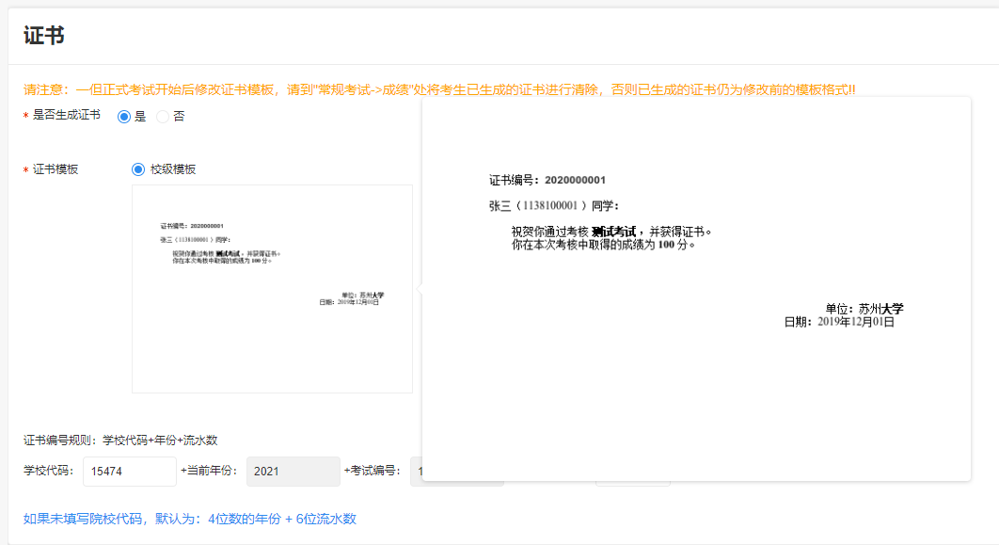 证书
请注意：一但正式考试开始后修改证书模板，请到"常规考试->成绩"处将考生已生成的证书进行清除，否则已生成的证书仍为修改前的模板格式!!
* 是否生成证书 是 否
* 证书模板 校级模板
证书编号：2020000001
张三（1138100001 ）同学：
祝贺你通过考核 测试考试 ，并获得证书。
你在本次考核中取得的成绩为 100 分。
单位：苏州大学
日期：2019年12月01日
证书编号：2020000001
张三（1138100001 ）同学：
祝贺你通过考核 测试考试 ，并获得证书。
你在本次考核中取得的成绩为 100 分。
单位：苏州大学
日期：2019年12月01日
证书编号规则：学校代码+年份+流水数
学校代码： 15474 +当前年份： 2021 +考试编号：
如果未填写院校代码，默认为：4位数的年份 + 6位流水数